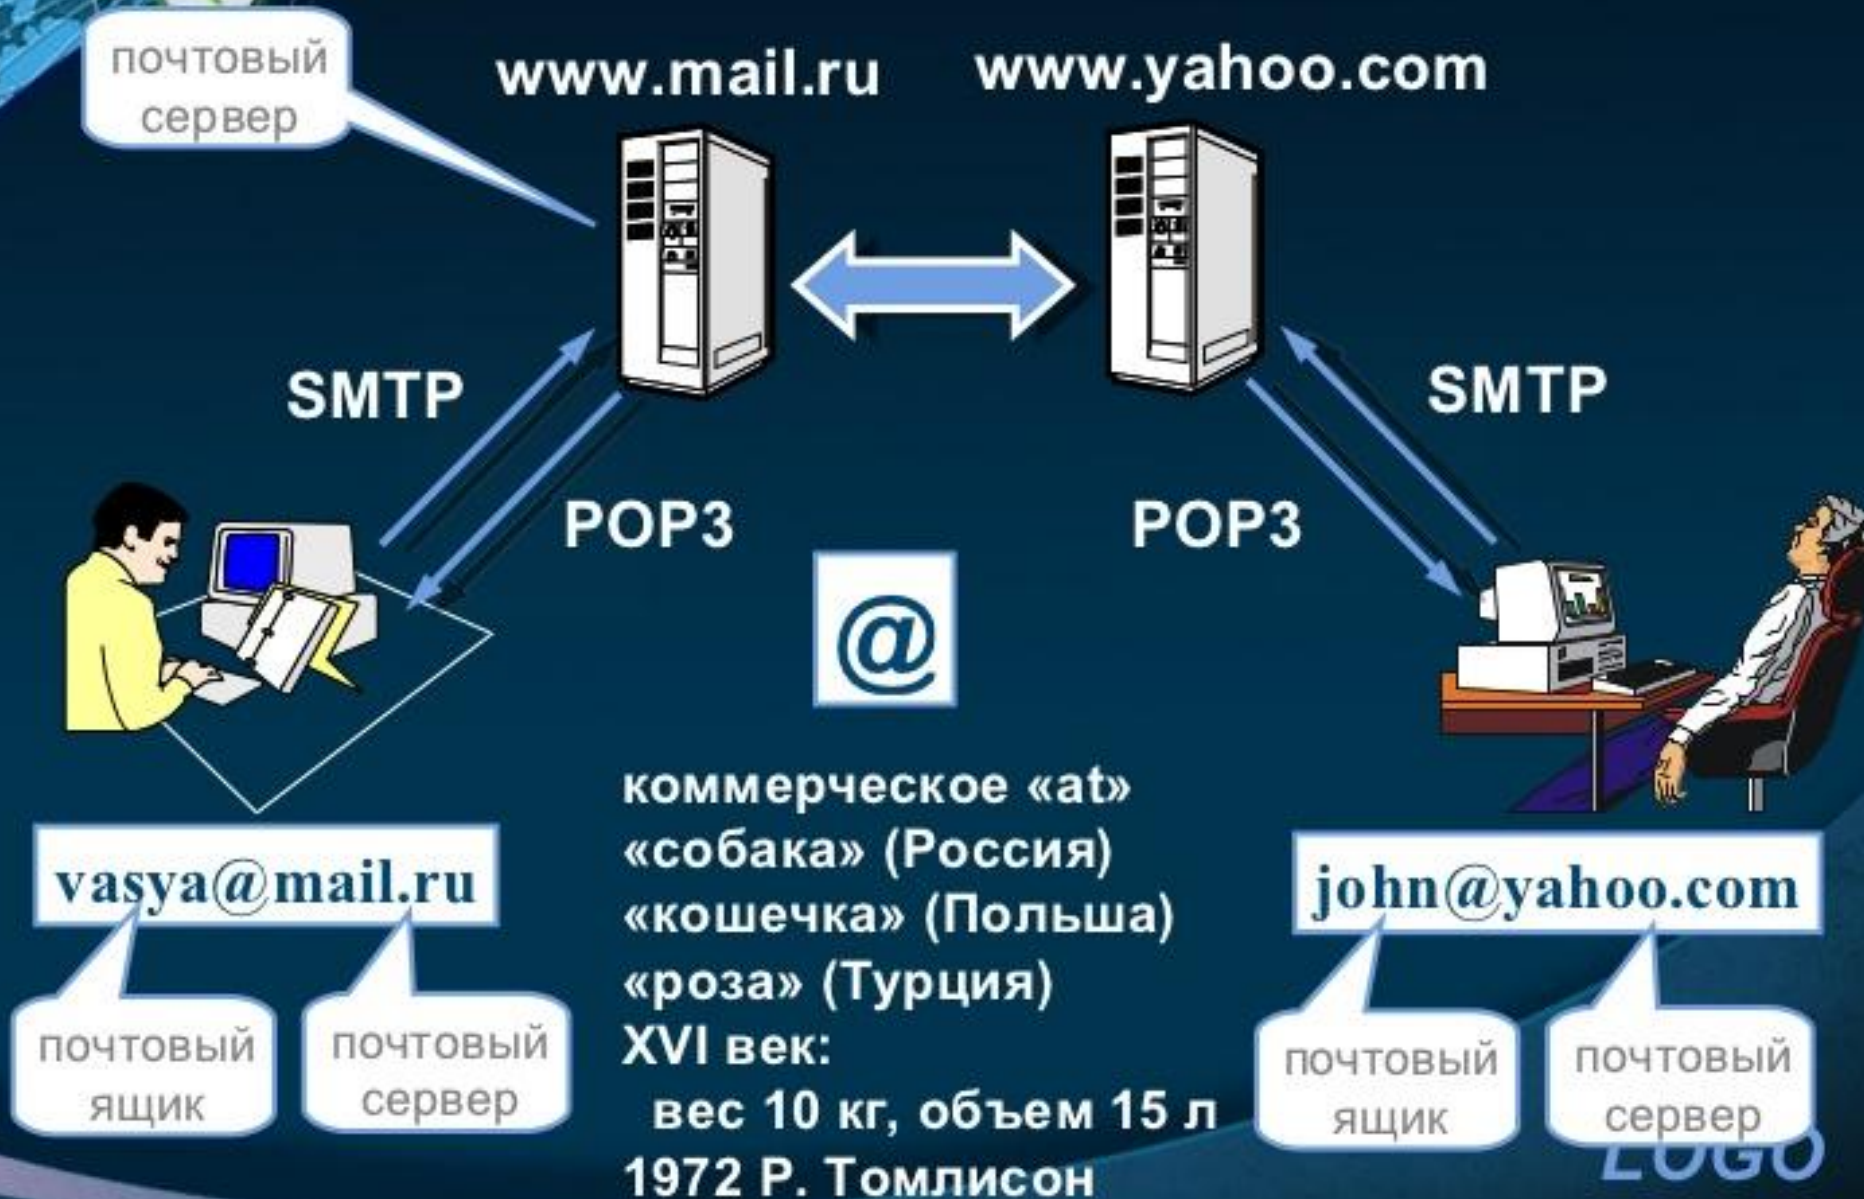 почтовый
сервер
www.mail.ru
www.yahoo.com
SMTP
SMTP
POP3
POP3
@
vasya@mail.ru
почтовый
ящик
почтовый
сервер
коммерческое «at»
«собака» (Россия)
«кошечка» (Польша)
«роза» (Турция)
XVI век:
вес 10 кг, объем 15 л
1972 Р. Томлисон
john@yahoo.com
почтовый
ящик
почтовый
сервер
LOGO